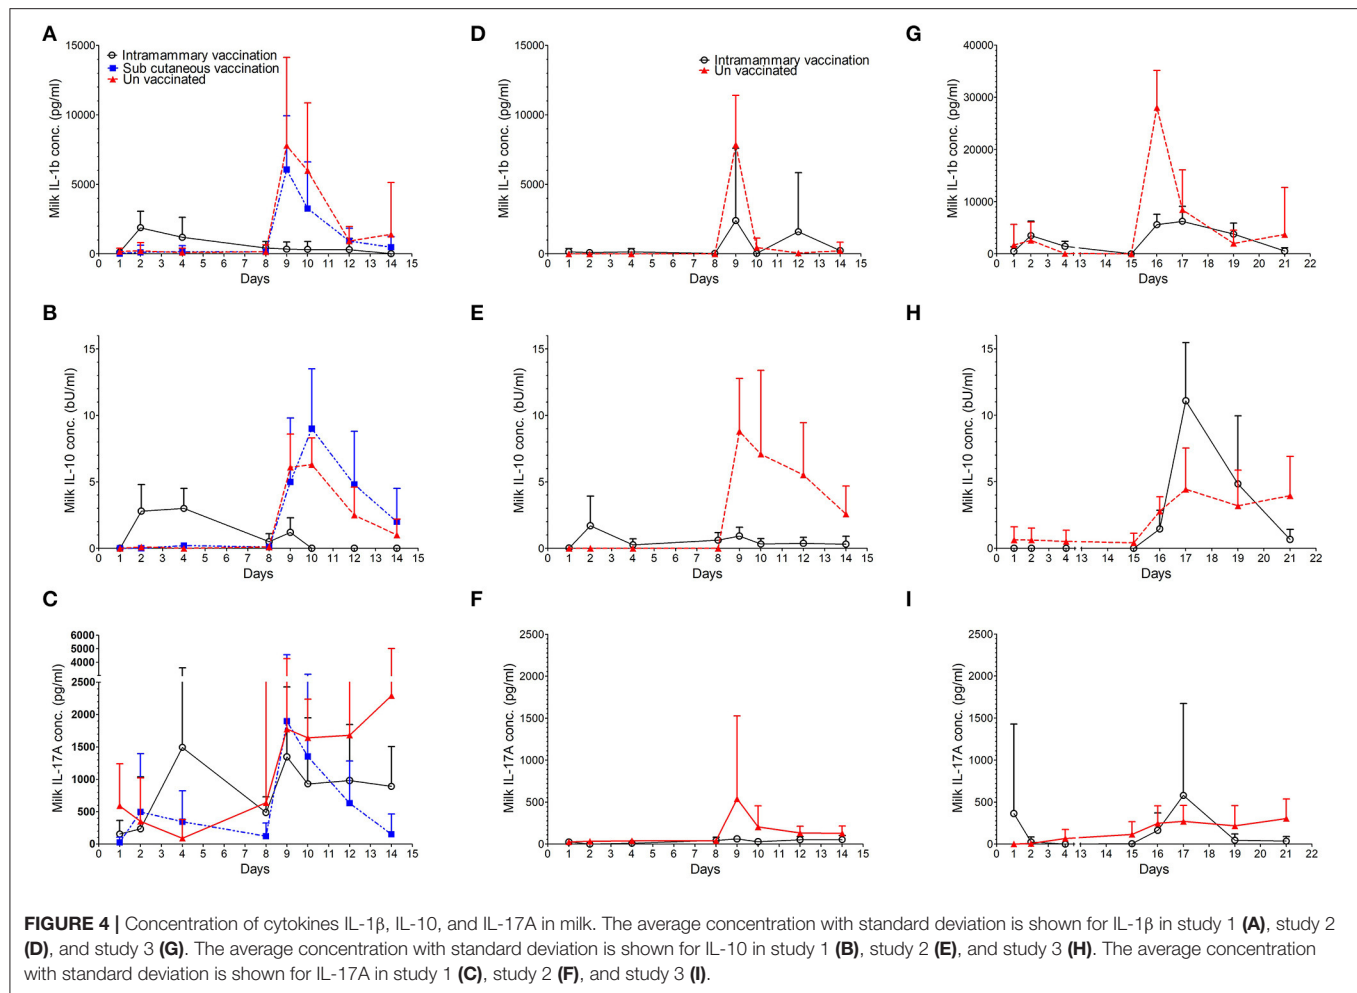 A
15000
10000
5000
0
Milk IL-1b conc. (pg/ml)
Intramammary vaccination
Sub cutaneous vaccination
Un vaccinated
0 1 2 3 4 5 6 7 8 9 10 11 12 13 14 15
Days
D
15000
10000
5000
0
Milk IL-1b conc. (pg/ml)
Intramammary vaccination
Un vaccinated
0 1 2 3 4 5 6 7 8 9 10 11 12 13 14 15
Days
G
40000
30000
20000
10000
0
Milk IL-1b conc. (pg/ml)
0 1 2 3 4 13 14 15 16 17 18 19 20 21 22
Days
B
15
10
5
0
Milk IL-10 conc. (bU/ml)
0 1 2 3 4 5 6 7 8 9 10 11 12 13 14 15
Days
E
15
10
5
0
Milk IL-10 conc. (bU/ml)
0 1 2 3 4 5 6 7 8 9 10 11 12 13 14 15
Days
H
15
10
5
0
Milk IL-10 conc. (bU/ml)
0 1 2 3 4 13 14 15 16 17 18 19 20 21 22
Days
C
6000
5000
4000
2500
2000
1500
1000
500
0
Milk IL-17A conc. (pg/ml)
0 1 2 3 4 5 6 7 8 9 10 11 12 13 14 15
Days
F
2500
2000
1500
1000
500
0
Milk IL-17A conc. (pg/ml)
0 1 2 3 4 5 6 7 8 9 10 11 12 13 14 15
Days
I
2500
2000
1500
1000
500
0
Milk IL-17A conc. (pg/ml)
0 1 2 3 4 13 14 15 16 17 18 19 20 21 22
Days
FIGURE 4 | Concentration of cytokines IL-1β, IL-10, and IL-17A in milk. The average concentration with standard deviation is shown for IL-1β in study 1 (A), study 2
(D), and study 3 (G). The average concentration with standard deviation is shown for IL-10 in study 1 (B), study 2 (E), and study 3 (H). The average concentration
with standard deviation is shown for IL-17A in study 1 (C), study 2 (F), and study 3 (I).